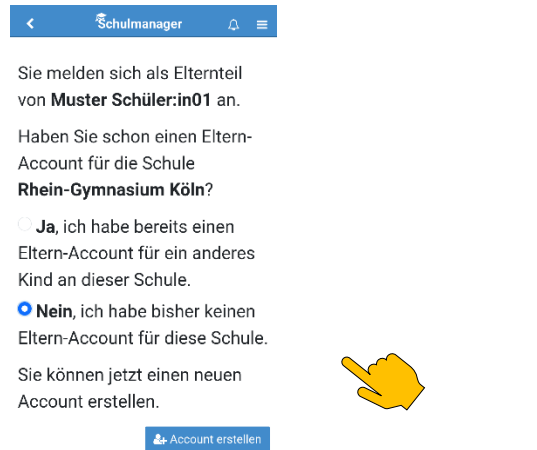 Schulmanager
Sie melden sich als Elternteil
von Muster Schüler:in01 an.
Haben Sie schon einen Eltern-
Account für die Schule
Rhein-Gymnasium Köln?
Ja, ich habe bereits einen
Eltern-Account für ein anderes
Kind an dieser Schule.
Nein, ich habe bisher keinen
Eltern-Account für diese Schule.
Sie können jetzt einen neuen
Account erstellen.
Account erstellen